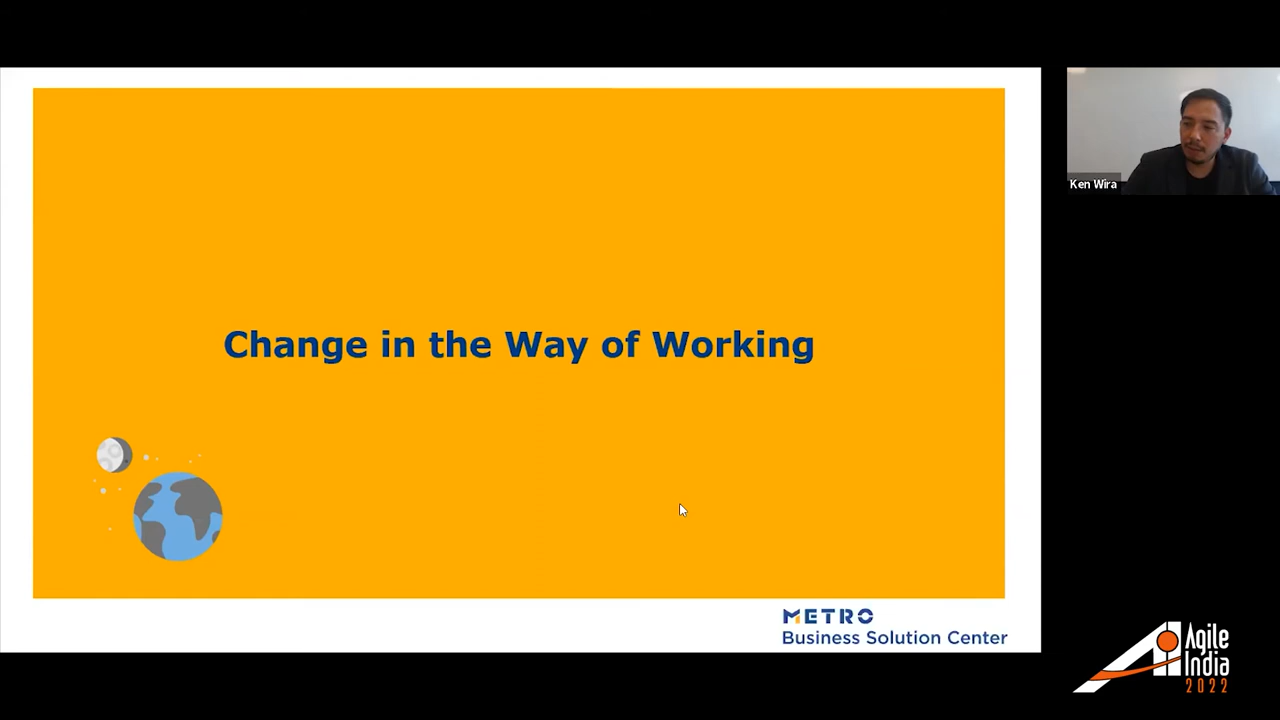 Change in the Way of Working
Ken Wira
METRO
Business Solution Center
Agile
India
2022